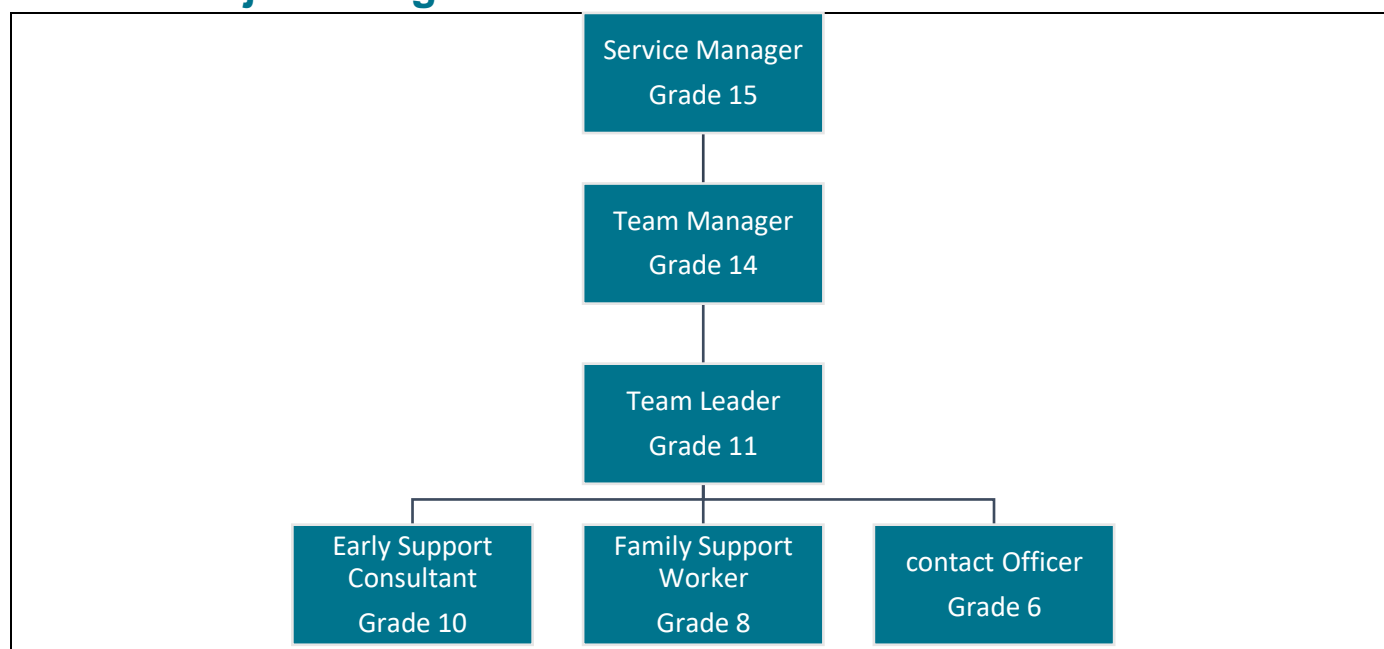 Service Manager
Grade 15
Team Manager
Grade 14
Team Leader
Grade 11
Early Support
Consultant
Grade 10
Family Support
Worker
Grade 8
contact Officer
Grade 6